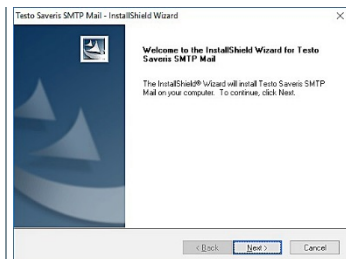 Testo Saveris SMTP Mail - InstallShield Wizard
Welcome to the InstallShield Wizard for Testo
Saveris SMTP Mail
The InstallShield® Wizard will install Testo Saveris SMTP
Mail on your computer. To continue, click Next.
< Back Next > Cancel